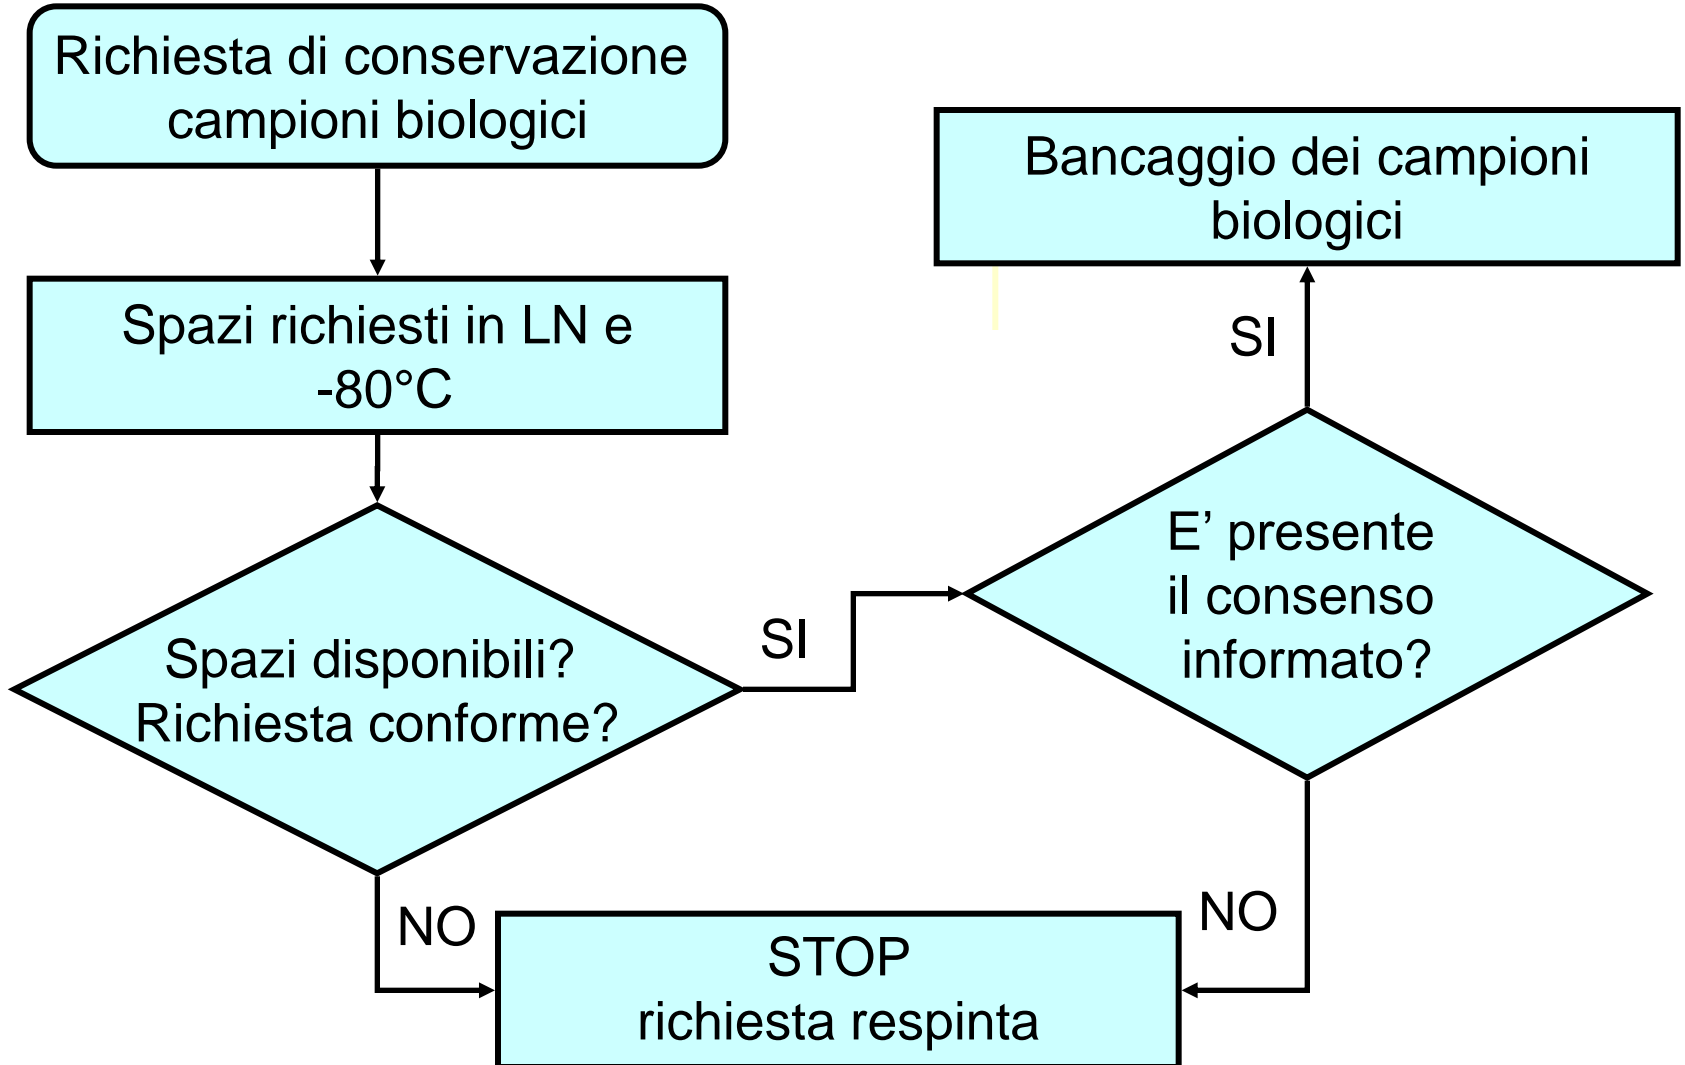 Richiesta di conservazione
campioni biologici
Spazi richiesti in LN e
-80°C
Spazi disponibili?
Richiesta conforme?
SI
NO
E’ presente
il consenso
informato?
SI
NO
Bancaggio dei campioni
biologici
STOP
richiesta respinta